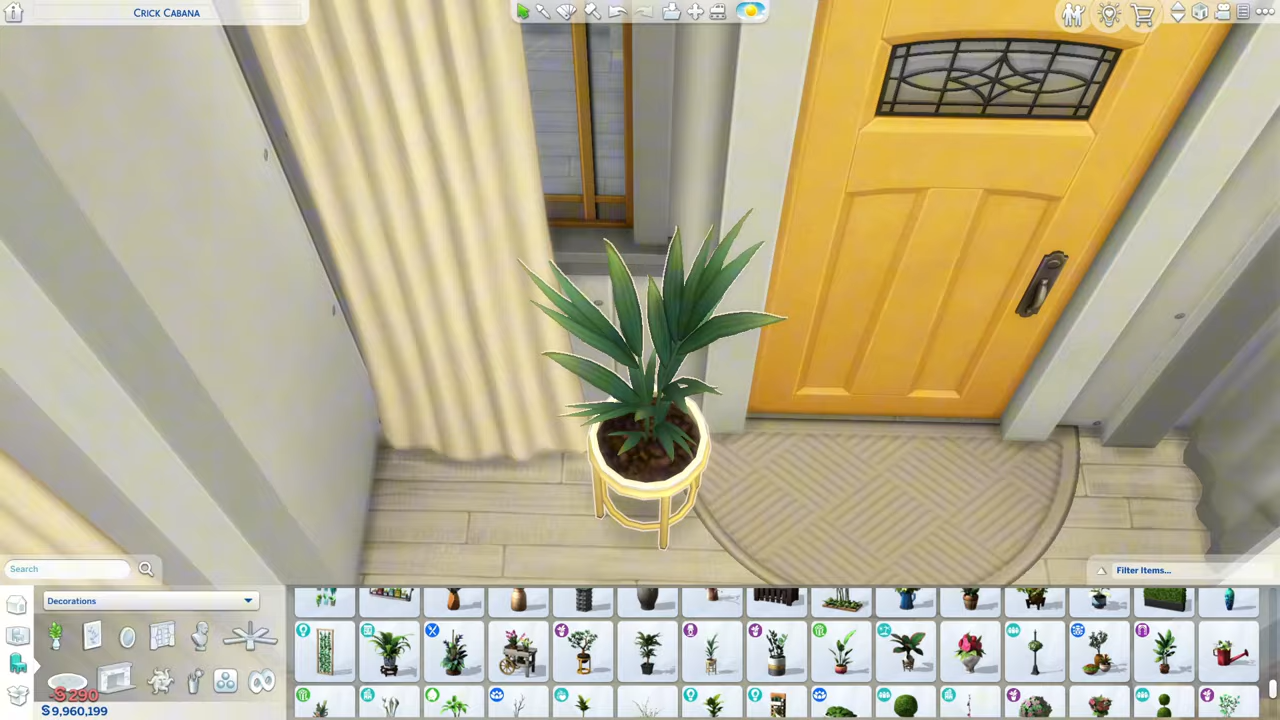 CRICK CABANA
Search
Filter Items...
Decorations
-§290
§9,960,199